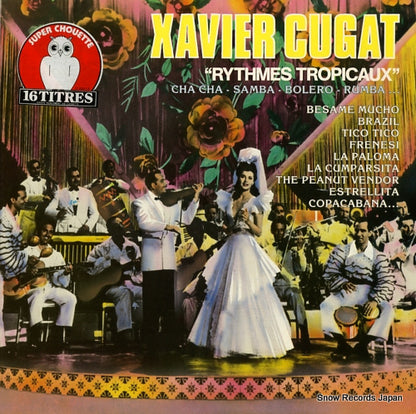 SUPER CHOUETTE
16 TITRES
XAVIER CUGAT
"RYTHMES TROPICAUX"
CHA CHA - SAMBA - BOLERO - RUMBA ...
BESAME MUCHO
BRAZIL
TICO TICO
FRENESI
LA PALOMA
LA CUMPARSITA
THE PEANUT VENDOR
ESTRELLITA
COPACABANA...
Snow Records Japan